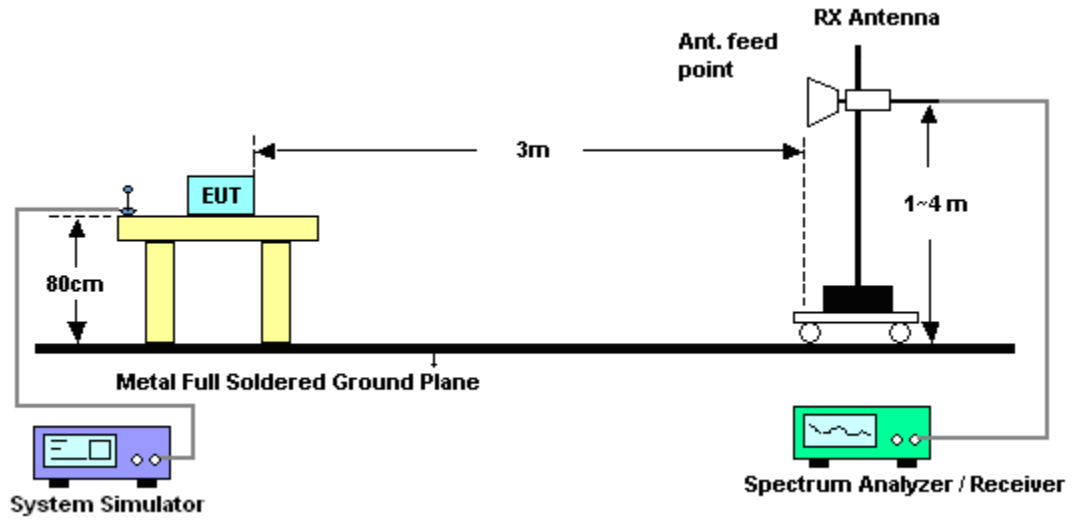 RX Antenna
Ant. feed
point
3m
EUT
1~4 m
80cm
Metal Full Soldered Ground Plane
System Simulator
Spectrum Analyzer / Receiver